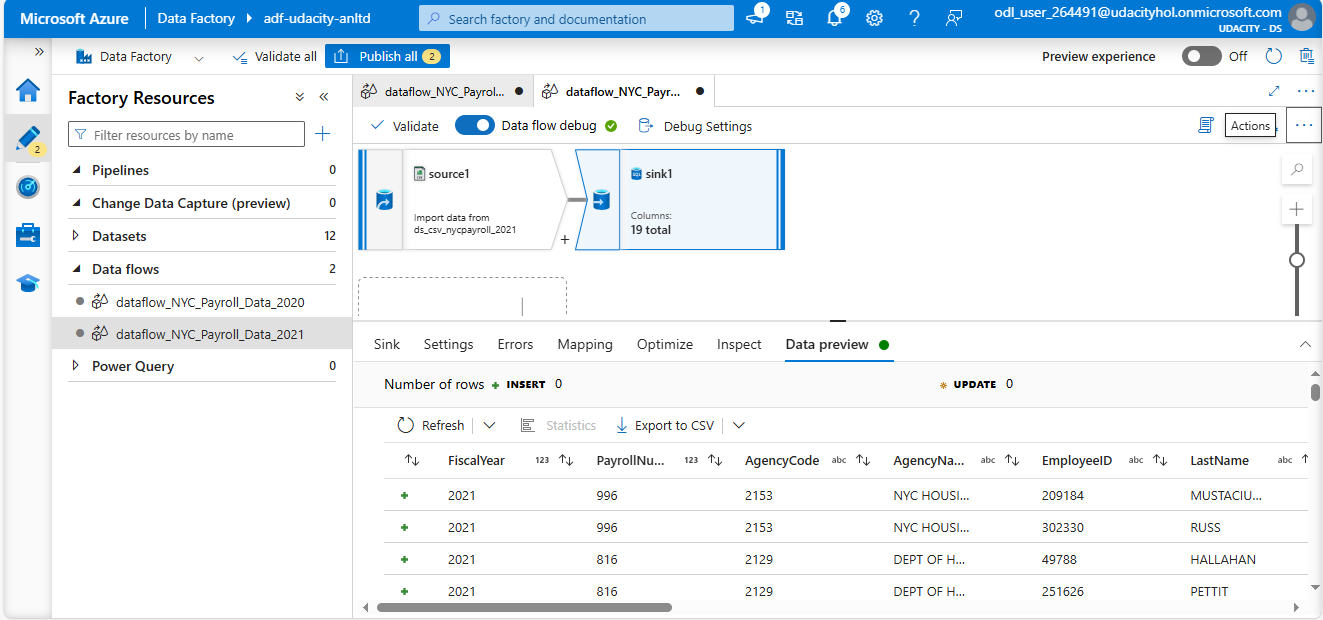 Microsoft Azure
Data Factory
adf-udacity-anltd
Search factory and documentation
1
6
odl_user_264491@udacityhol.onmicrosoft.com
UDACITY - DS
Data Factory
Validate all
Publish all 2
Preview experience
Off
2
Factory Resources
Filter resources by name
Pipelines 0
Change Data Capture (preview) 0
Datasets 12
Data flows 2
dataflow_NYC_Payroll_Data_2020
dataflow_NYC_Payroll_Data_2021
Power Query 0
dataflow_NYC_Payrol...
dataflow_NYC_Payr...
Validate
Data flow debug
Debug Settings
Actions
source1
Import data from
ds_csv_nycpayroll_2021
+
sink1
Columns:
19 total
Sink Settings Errors Mapping Optimize Inspect Data preview
Number of rows + INSERT 0 UPDATE 0
Refresh Statistics Export to CSV
FiscalYear 123 PayrollNu... 123 AgencyCode abc AgencyNa... abc EmployeeID abc LastName abc
+ 2021 996 2153 NYC HOUSI... 209184 MUSTACIU...
+ 2021 996 2153 NYC HOUSI... 302330 RUSS
+ 2021 816 2129 DEPT OF H... 49788 HALLAHAN
+ 2021 816 2129 DEPT OF H... 251626 PETTIT